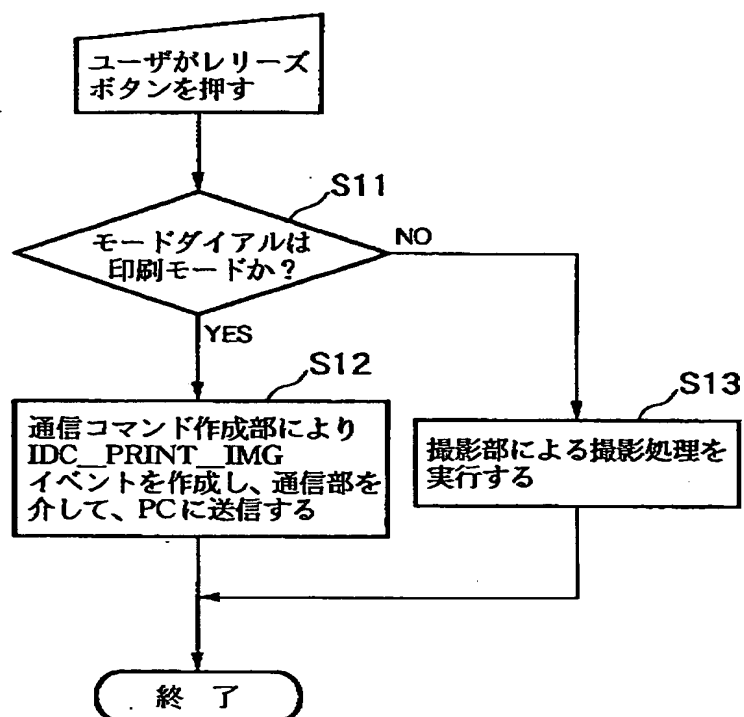 ユーザがレリーズ
ボタンを押す
S11
モードダイアルは
印刷モードか？
NO
YES
S12
通信コマンド作成部により
IDC__PRINT__IMG
イベントを作成し、通信部を
介して、PCに送信する
S13
撮影部による撮影処理を
実行する
終 了